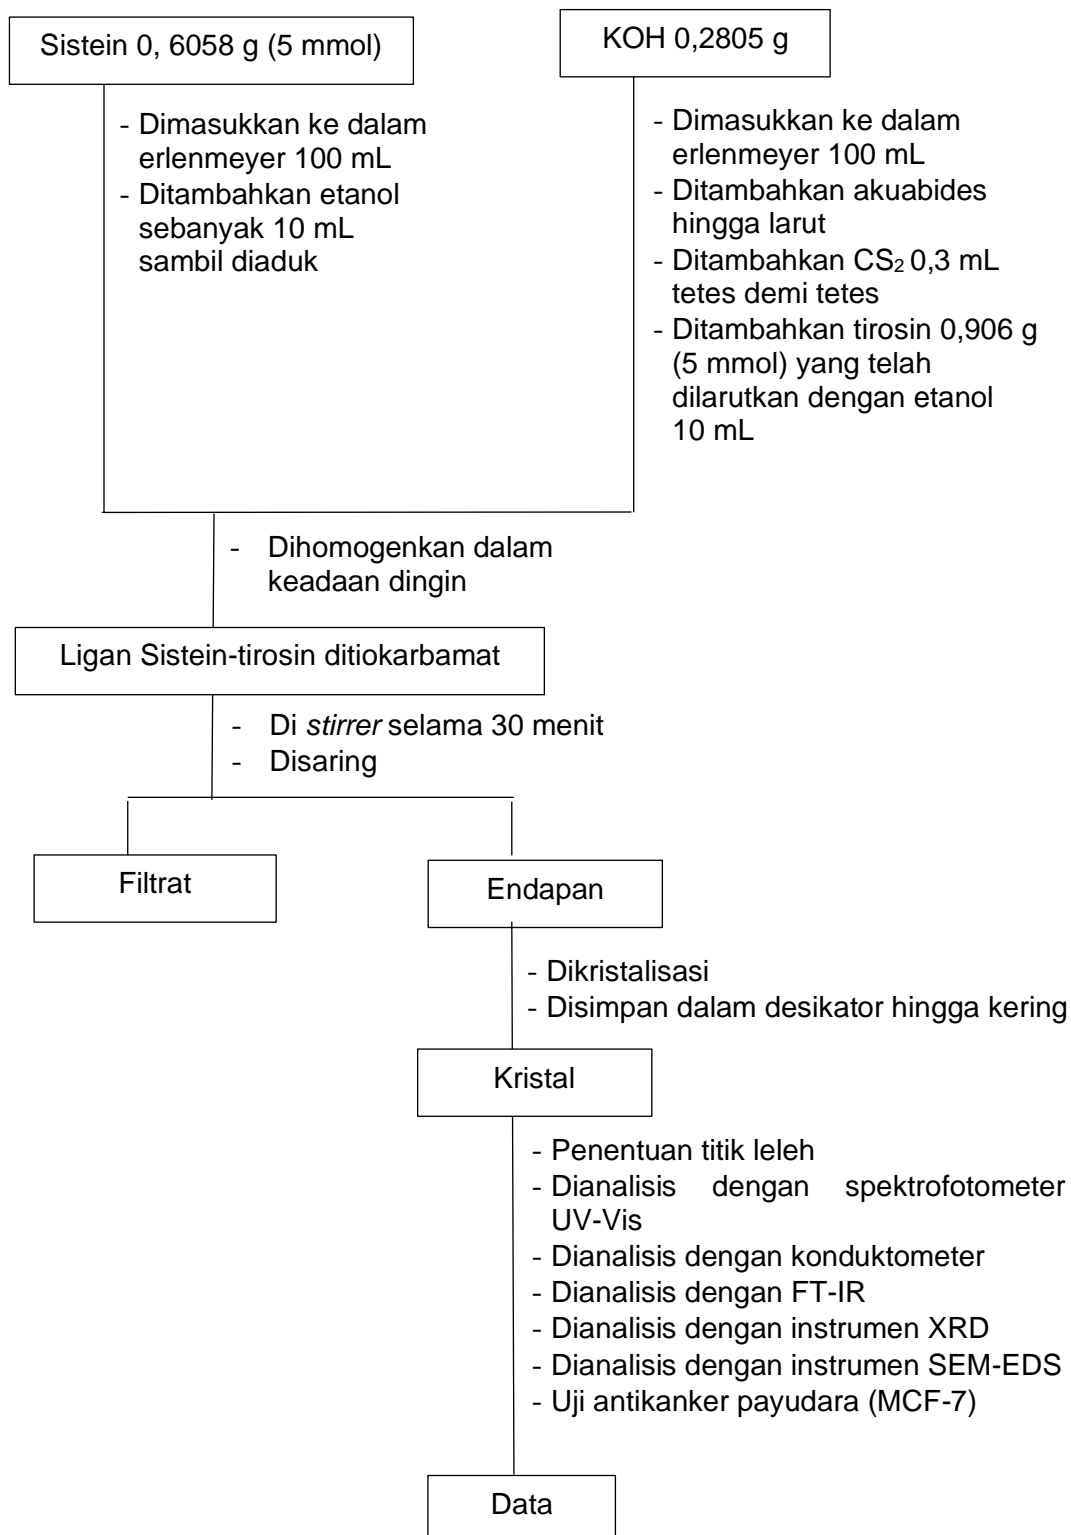 Sistein 0, 6058 g (5 mmol)
- Dimasukkan ke dalam
erlenmeyer 100 mL
- Ditambahkan etanol
sebanyak 10 mL
sambil diaduk
KOH 0,2805 g
- Dimasukkan ke dalam
erlenmeyer 100 mL
- Ditambahkan akuabides
hingga larut
- Ditambahkan CS₂ 0,3 mL
tetes demi tetes
- Ditambahkan tirosin 0,906 g
(5 mmol) yang telah
dilarutkan dengan etanol
10 mL
- Dihomogenkan dalam
keadaan dingin
Ligan Sistein-tirosin ditiokarbamat
- Di stirrer selama 30 menit
- Disaring
Filtrat
Endapan
- Dikristalisasi
- Disimpan dalam desikator hingga kering
Kristal
- Penentuan titik leleh
- Dianalisis dengan spektrofotometer
UV-Vis
- Dianalisis dengan konduktometer
- Dianalisis dengan FT-IR
- Dianalisis dengan instrumen XRD
- Dianalisis dengan instrumen SEM-EDS
- Uji antikanker payudara (MCF-7)
Data